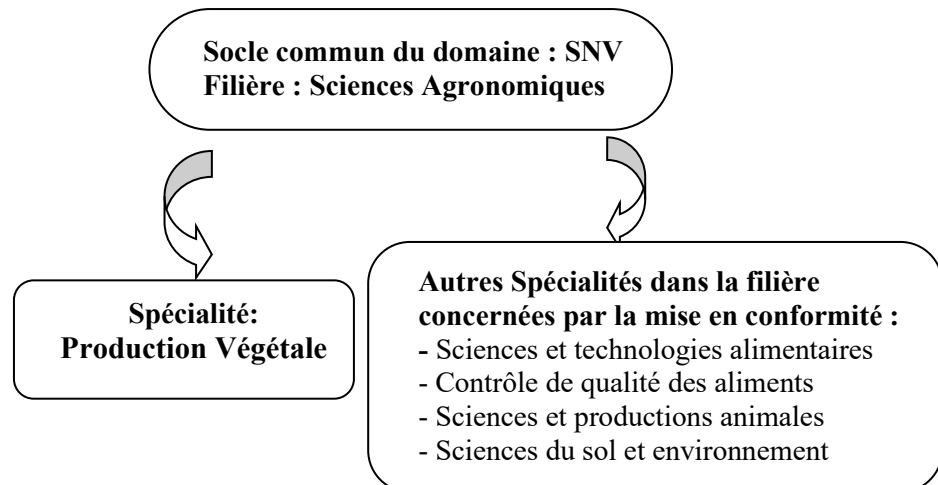 Socle commun du domaine : SNV
Filière : Sciences Agronomiques
Spécialité:
Production Végétale
Autres Spécialités dans la filière
concernées par la mise en conformité :
- Sciences et technologies alimentaires
- Contrôle de qualité des aliments
- Sciences et productions animales
- Sciences du sol et environnement